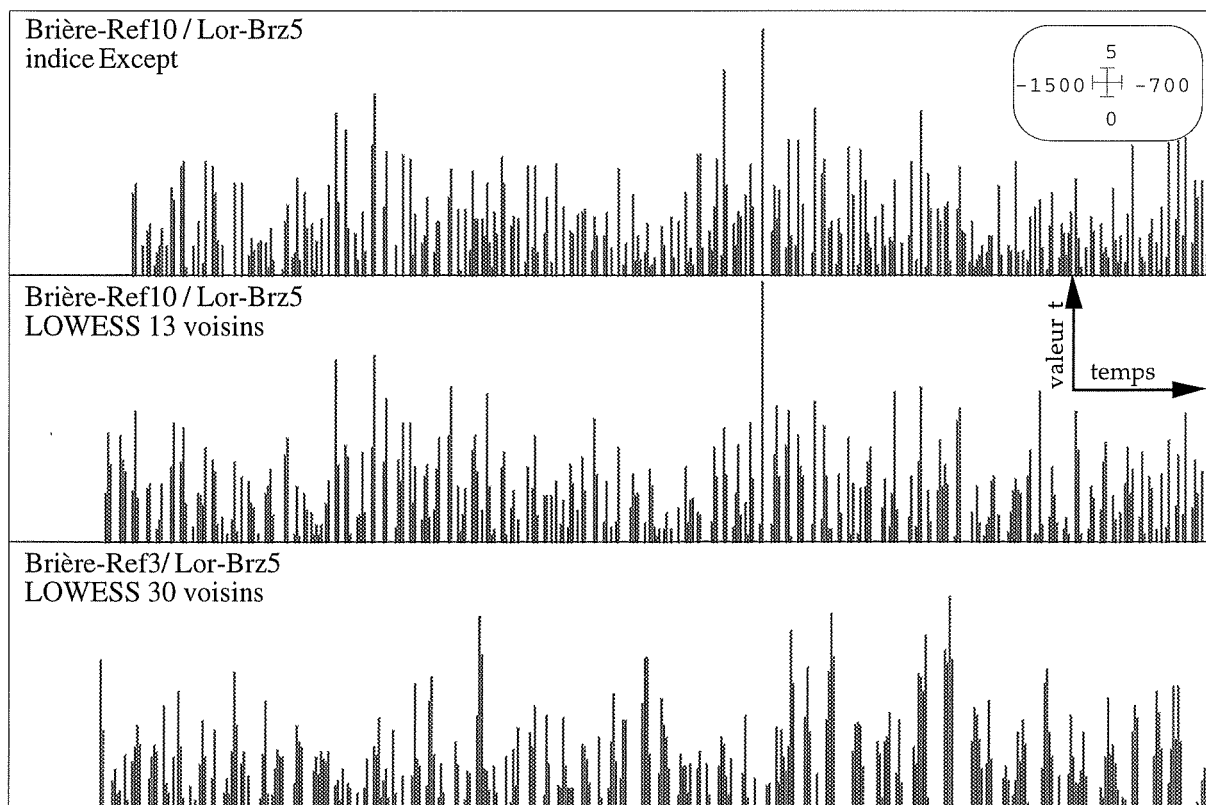 Brière-Ref10 / Lor-Brz5
indice Except
5
-1500 -700
0
Brière-Ref10 / Lor-Brz5
LOWESS 13 voisins
valeur t
temps
Brière-Ref3/ Lor-Brz5
LOWESS 30 voisins